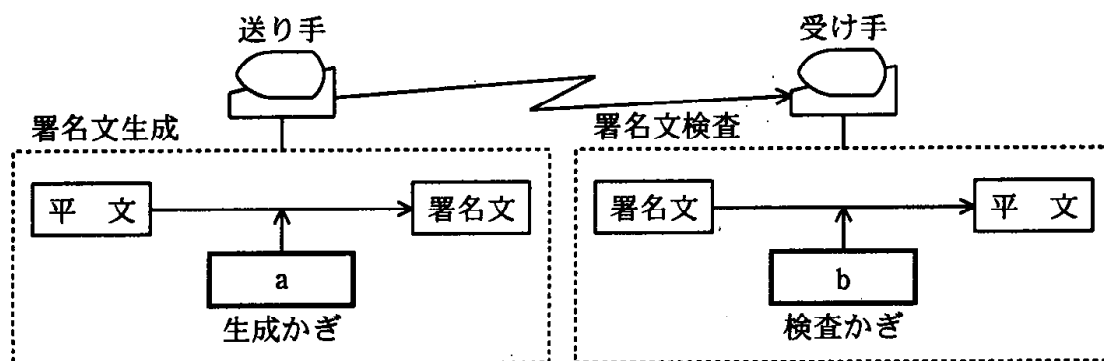 送り手
受け手
署名文生成
署名文検査
平 文
署名文
署名文
平 文
a
b
生成かぎ
検査かぎ